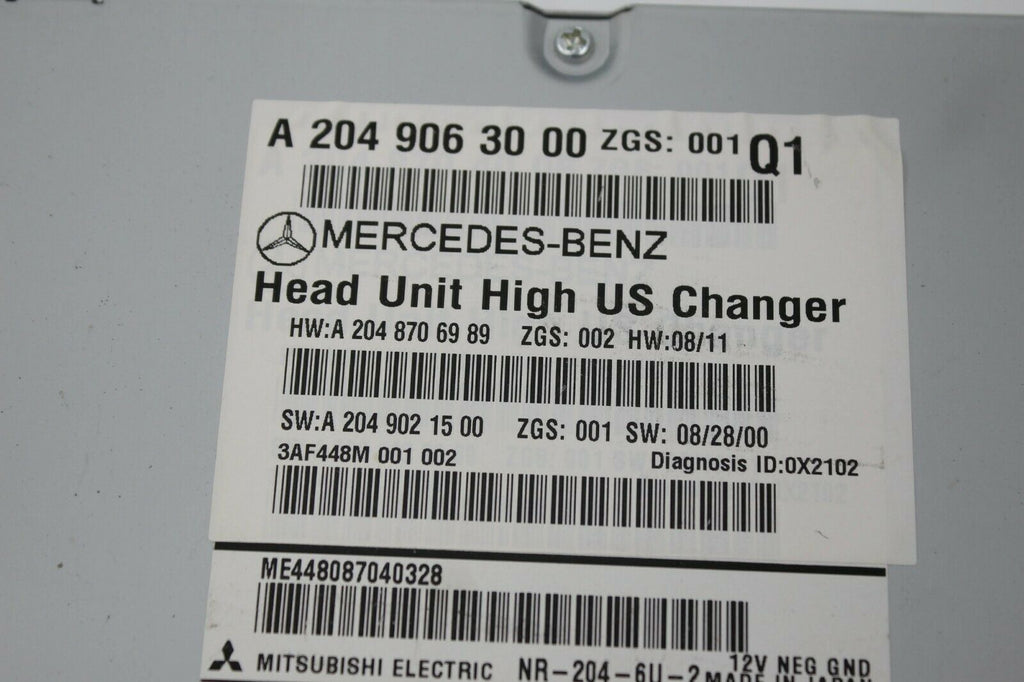 A 204 906 30 00 ZGS: 001 Q1
MERCEDES-BENZ
Head Unit High US Changer
HW:A 204 870 69 89 ZGS: 002 HW:08/11
SW:A 204 902 15 00 ZGS: 001 SW: 08/28/00
3AF448M 001 002 Diagnosis ID:0X2102
ME448087040328
MITSUBISHI ELECTRIC NR-204-6U-2 12V NEG GND
MADE IN JAPAN